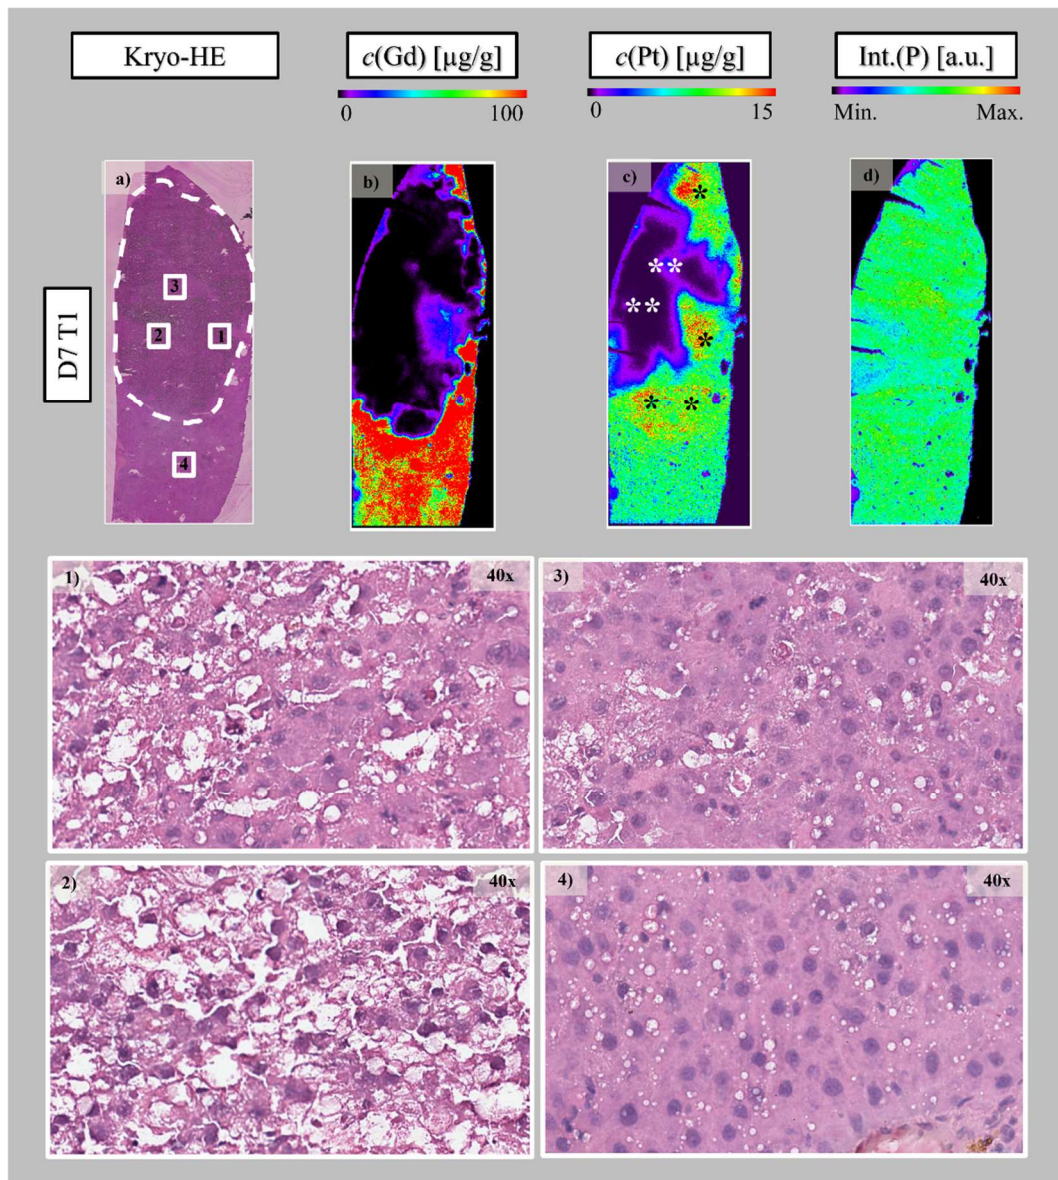 Kryo-HE
c(Gd) [µg/g]
c(Pt) [µg/g]
Int.(P) [a.u.]
0 100
0 15
Min. Max.
D7 T1
a)
b)
c)
d)
*
**
**
*
* *
3
2 1
4
1) 40x
3) 40x
2) 40x
4) 40x